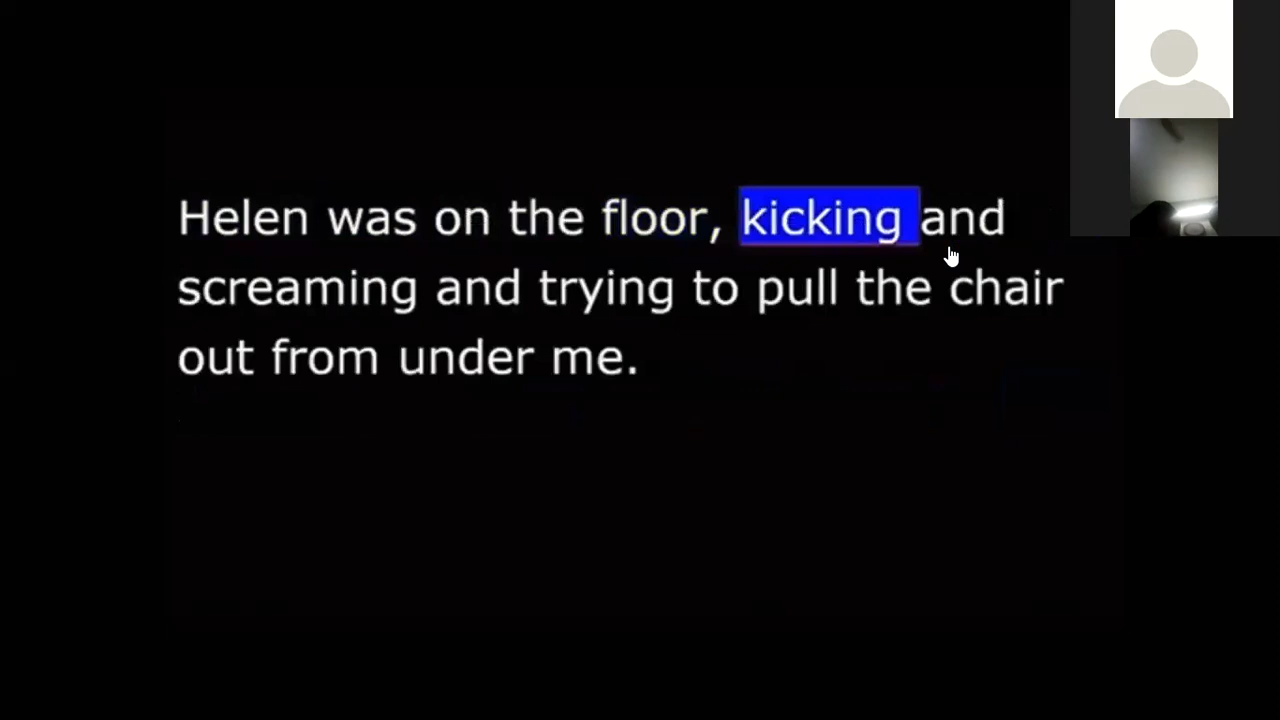 Helen was on the floor, kicking and
screaming and trying to pull the chair
out from under me.